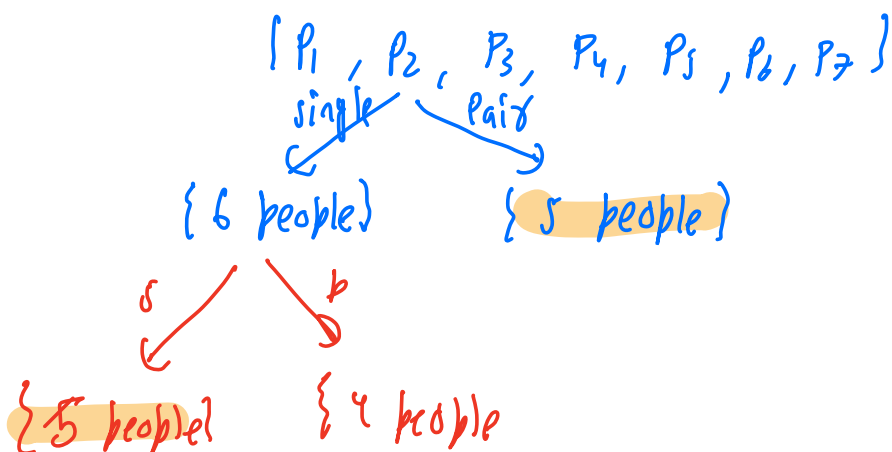 { P1 , P2 , P3 , P4 , P5 , P6 , P7 }
single Pair
{ 6 people} { 5 people }
s p
{ 5 people} { 4 people